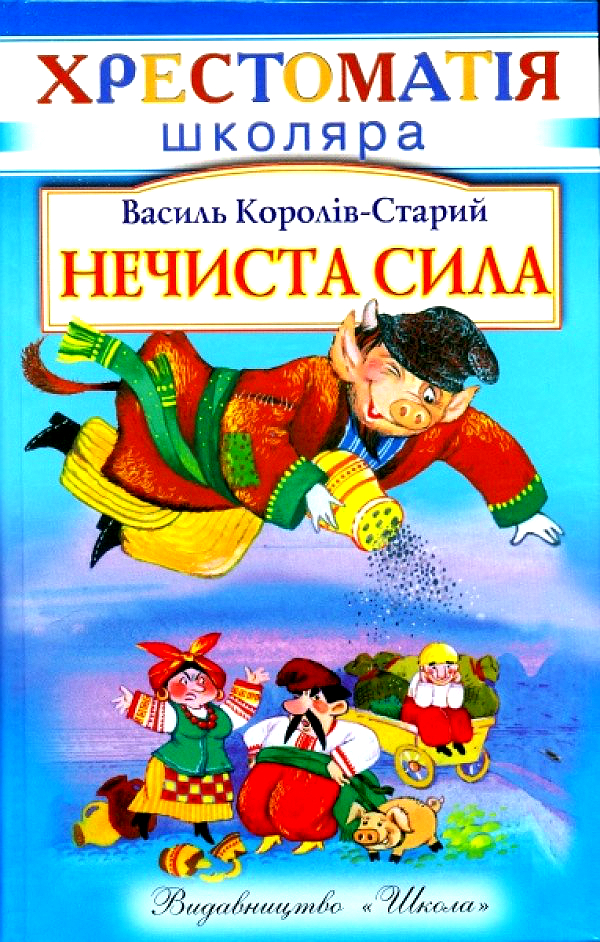 ХРЕСТОМАТІЯ
школяра
Василь Королів-Старий
НЕЧИСТА СИЛА
Видавництво «Школа»